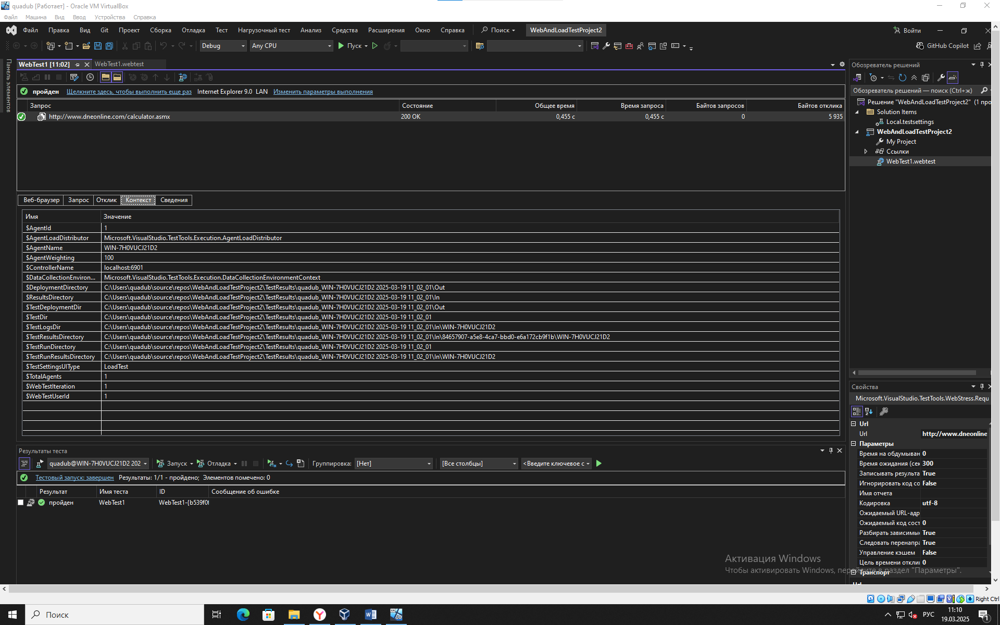 quadub [Работает] - Oracle VM VirtualBox
Файл Машина Вид Ввод Устройства Справка
Файл Правка Вид Git Проект Сборка Отладка Тест Нагрузочный тест Анализ Средства Расширения Окно Справка Поиск WebAndLoadTestProject2 Войти
Debug Any CPU Пуск GitHub Copilot
Панель элементов
WebTest1 [11:02] WebTest1.webtest
пройден Щелкните здесь, чтобы выполнить еще раз Internet Explorer 9.0 LAN Изменить параметры выполнения
Запрос Состояние Общее время Время запроса Байтов запросов Байтов отклика
http://www.dneonline.com/calculator.asmx 200 OK 0,455 с 0,455 с 0 5 935
Веб-браузер Запрос Отклик Контекст Сведения
Имя Значение
$AgentId 1
$AgentLoadDistributor Microsoft.VisualStudio.TestTools.Execution.AgentLoadDistributor
$AgentName WIN-7H0VUCJ21D2
$AgentWeighting 100
$ControllerName localhost:6901
$DataCollectionEnviron... Microsoft.VisualStudio.TestTools.Execution.DataCollectionEnvironmentContext
$DeploymentDirectory C:\Users\quadub\source\repos\WebAndLoadTestProject2\TestResults\quadub_WIN-7H0VUCJ21D2 2025-03-19 11_02_01\Out
$ResultsDirectory C:\Users\quadub\source\repos\WebAndLoadTestProject2\TestResults\quadub_WIN-7H0VUCJ21D2 2025-03-19 11_02_01\In
$TestDeploymentDir C:\Users\quadub\source\repos\WebAndLoadTestProject2\TestResults\quadub_WIN-7H0VUCJ21D2 2025-03-19 11_02_01\Out
$TestDir C:\Users\quadub\source\repos\WebAndLoadTestProject2\TestResults\quadub_WIN-7H0VUCJ21D2 2025-03-19 11_02_01
$TestLogsDir C:\Users\quadub\source\repos\WebAndLoadTestProject2\TestResults\quadub_WIN-7H0VUCJ21D2 2025-03-19 11_02_01\In\WIN-7H0VUCJ21D2
$TestResultsDirectory C:\Users\quadub\source\repos\WebAndLoadTestProject2\TestResults\quadub_WIN-7H0VUCJ21D2 2025-03-19 11_02_01\In\84657907-a5e8-4ca7-bbd0-e6a172cb9f1b\WIN-7H0VUCJ21D2
$TestRunDirectory C:\Users\quadub\source\repos\WebAndLoadTestProject2\TestResults\quadub_WIN-7H0VUCJ21D2 2025-03-19 11_02_01
$TestRunResultsDirectory C:\Users\quadub\source\repos\WebAndLoadTestProject2\TestResults\quadub_WIN-7H0VUCJ21D2 2025-03-19 11_02_01\In\WIN-7H0VUCJ21D2
$TestSettingsUIType LoadTest
$TotalAgents 1
$WebTestIteration 1
$WebTestUserId 1
Результаты теста
quadub@WIN-7H0VUCJ21D2 202 Запуск Отладка Группировка: [Нет] [Все столбцы] <Введите ключевое с
Тестовый запуск: завершен Результаты: 1/1 - пройдено; Элементов помечено: 0
Результат Имя теста ID Сообщение об ошибке
пройден WebTest1 WebTest1-{b539f0f
Обозреватель решений
Обозреватель решений — поиск (Ctrl+ж)
Решение "WebAndLoadTestProject2" (1 про
Solution Items
Local.testsettings
WebAndLoadTestProject2
My Project
Ссылки
WebTest1.webtest
Свойства
Microsoft.VisualStudio.TestTools.WebStress.Requ
Url
Url http://www.dneonline
Параметры
Время на обдумыван 0
Время ожидания (сек 300
Записывать результа True
Игнорировать код со False
Имя отчета
Кодировка utf-8
Ожидаемый URL-адр
Ожидаемый код сост 0
Разбирать зависимы True
Следовать перенапра True
Управление кэшем False
Цель времени отклик 0
Транспорт
Url
Активация Windows
Чтобы активировать Windows, перейдите в раздел "Параметры".
Right Ctrl
Поиск РУС 11:10
19.03.2025
1